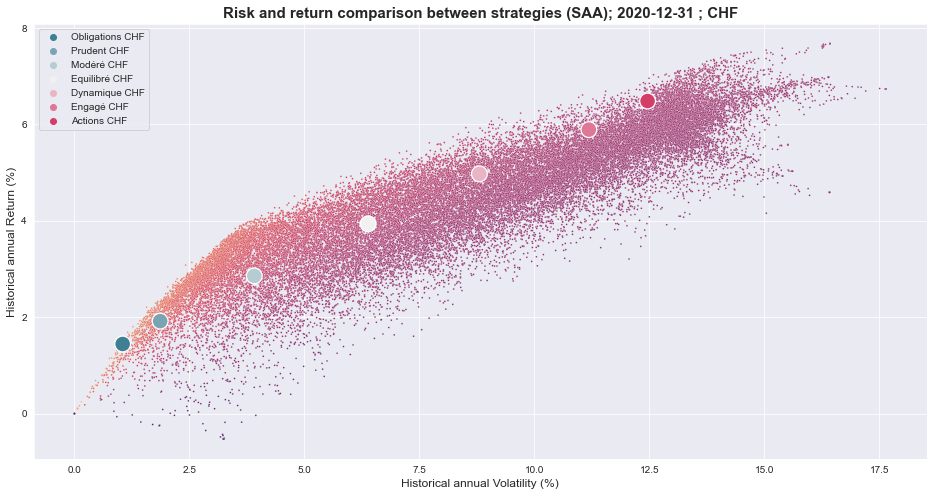 Risk and return comparison between strategies (SAA); 2020-12-31 ; CHF
Obligations CHF
Prudent CHF
Modéré CHF
Equilibré CHF
Dynamique CHF
Engagé CHF
Actions CHF
Historical annual Return (%)
8
6
4
2
0
0.0 2.5 5.0 7.5 10.0 12.5 15.0 17.5
Historical annual Volatility (%)